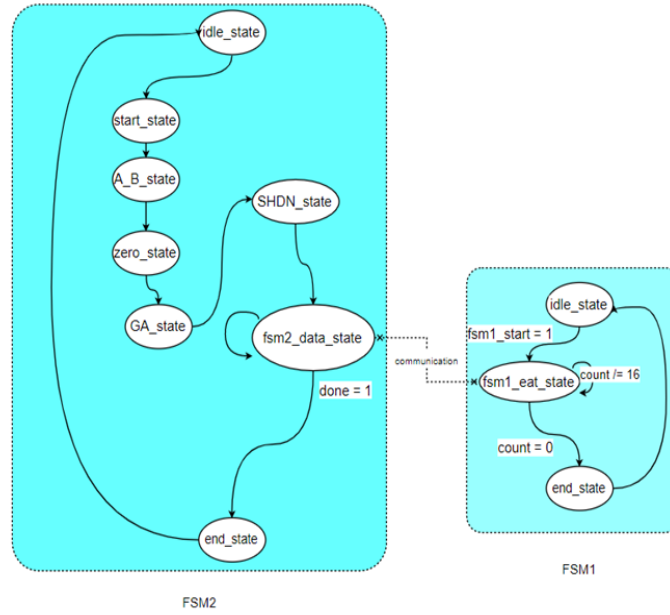 idle_state
start_state
A_B_state
zero_state
GA_state
SHDN_state
fsm2_data_state
done = 1
end_state
FSM2
communication
idle_state
fsm1_start = 1
fsm1_eat_state
count /= 16
count = 0
end_state
FSM1